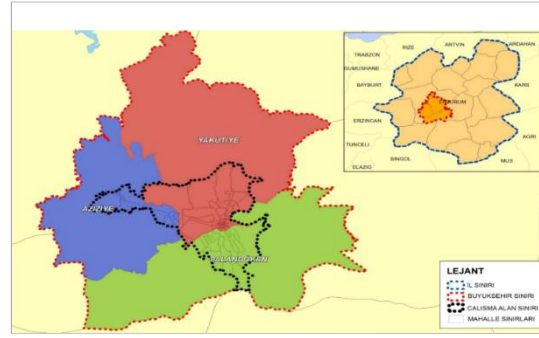 RIZE
ARTVIN
ARDAHAN
TRABZON
GUMUSHANE
BAYBURT
KARS
ERZURUM
ERZINCAN
AGRI
TUNCELI
BINGOL
MUS
ELAZIG
YAKUTIYE
AZIZIYE
PALANDOKEN
LEJANT
IL SINIRI
BUYUKSEHIR SINIRI
CALISMA ALAN SINIRI
MAHALLE SINIRLARI